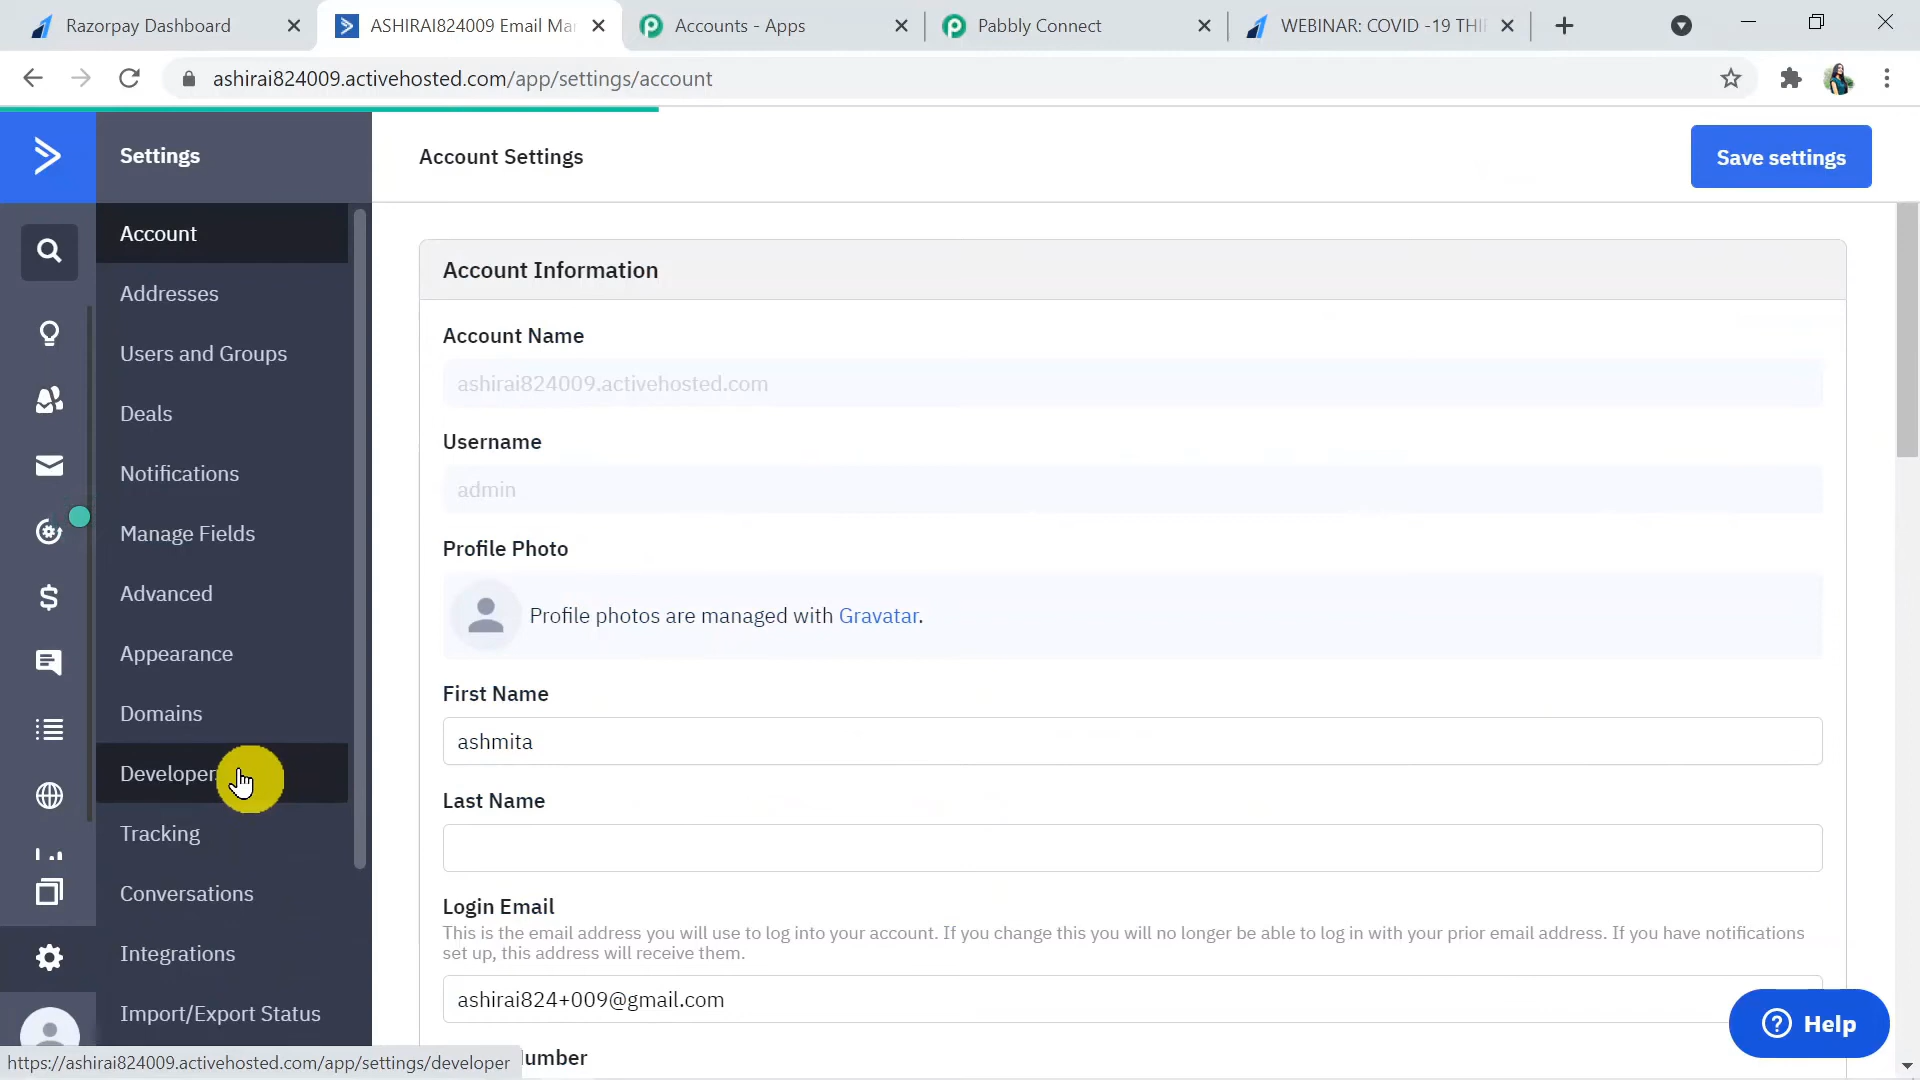 Razorpay Dashboard
ASHIRAI824009 Email Mar
Accounts - Apps
Pabbly Connect
WEBINAR: COVID -19 THI
ashirai824009.activehosted.com/app/settings/account
Settings
Account Settings
Save settings
Account
Addresses
Users and Groups
Deals
Notifications
Manage Fields
Advanced
Appearance
Domains
Developer
Tracking
Conversations
Integrations
Import/Export Status
Account Information
Account Name
ashirai824009.activehosted.com
Username
admin
Profile Photo
Profile photos are managed with Gravatar.
First Name
ashmita
Last Name
Login Email
This is the email address you will use to log into your account. If you change this you will no longer be able to log in with your prior email address. If you have notifications
set up, this address will receive them.
ashirai824+009@gmail.com
Help
https://ashirai824009.activehosted.com/app/settings/developer
umber